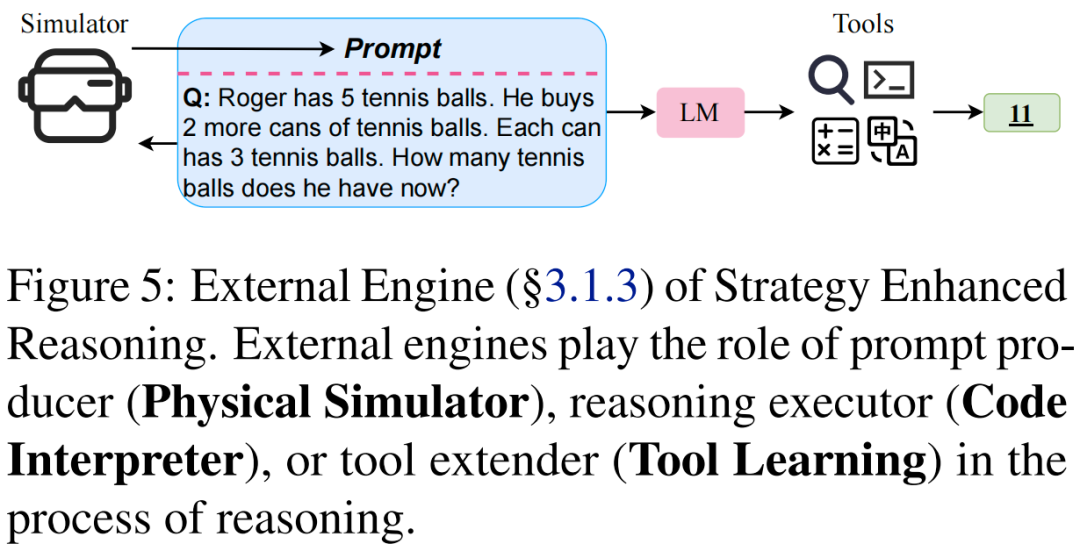 Simulator
Prompt
Tools
Q: Roger has 5 tennis balls. He buys
2 more cans of tennis balls. Each can
has 3 tennis balls. How many tennis
balls does he have now?
LM
>_
+ −
× =
中
A
11
Figure 5: External Engine (§3.1.3) of Strategy Enhanced
Reasoning. External engines play the role of prompt pro-
ducer (Physical Simulator), reasoning executor (Code
Interpreter), or tool extender (Tool Learning) in the
process of reasoning.